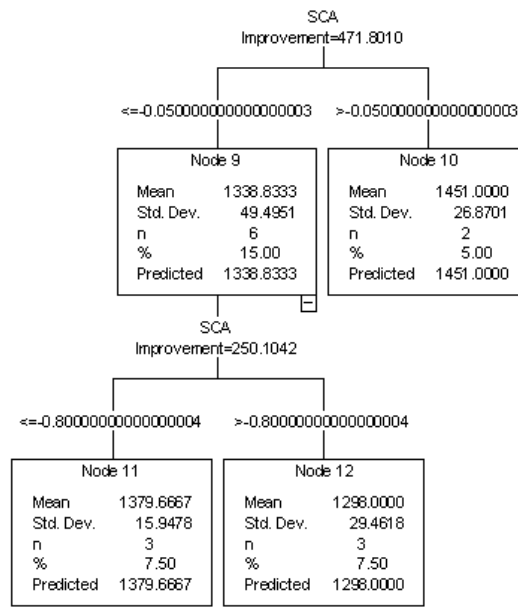 SCA
Improvement=471.8010
<=-0.050000000000000003 >-0.050000000000000003
Node 9 Node 10
Mean 1338.8333 Mean 1451.0000
Std. Dev. 49.4951 Std. Dev. 26.8701
n 6 n 2
% 15.00 % 5.00
Predicted 1338.8333 Predicted 1451.0000
SCA
Improvement=250.1042
<=-0.80000000000000004 >-0.80000000000000004
Node 11 Node 12
Mean 1379.6667 Mean 1298.0000
Std. Dev. 15.9478 Std. Dev. 29.4618
n 3 n 3
% 7.50 % 7.50
Predicted 1379.6667 Predicted 1298.0000